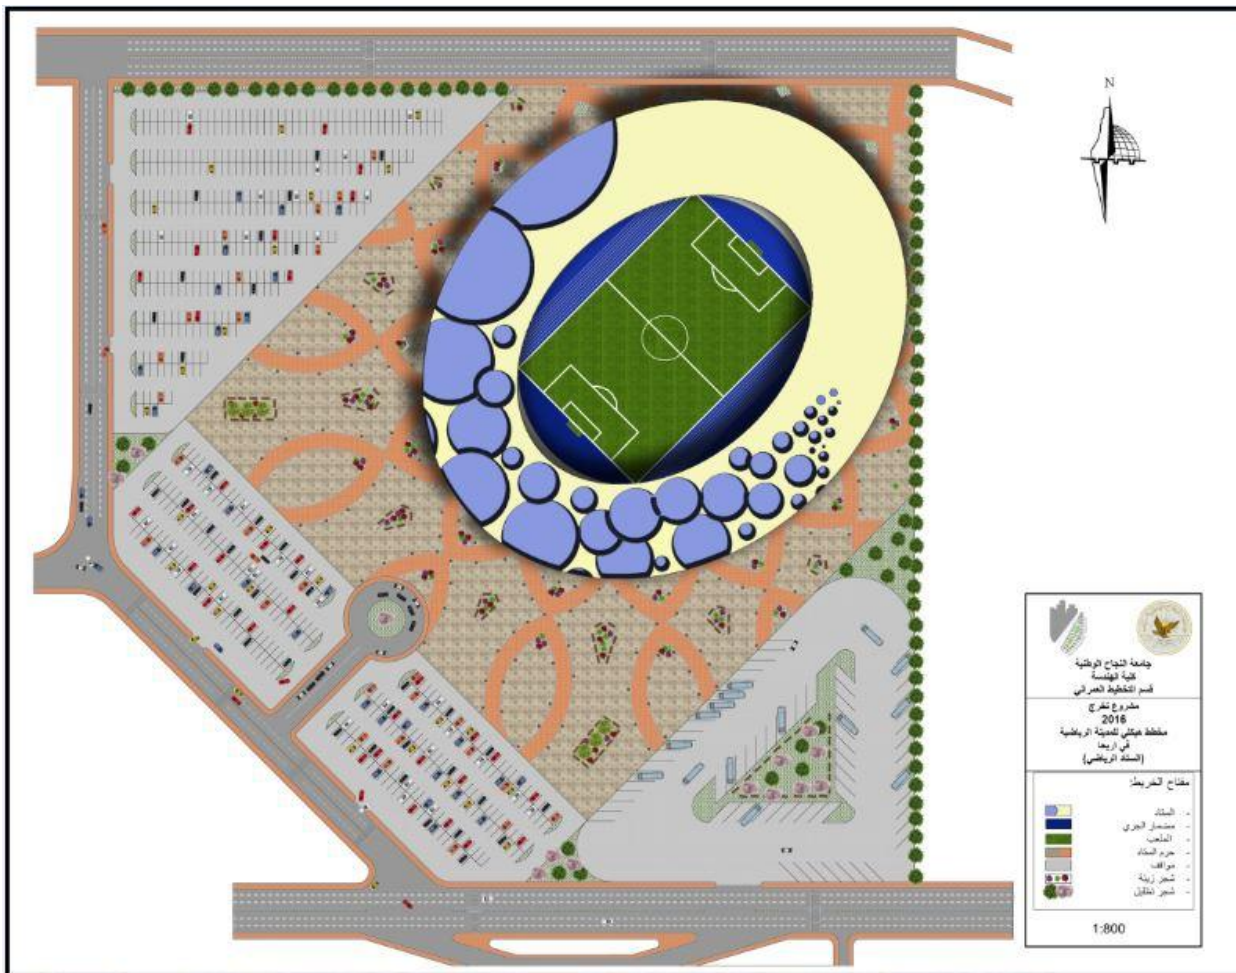 N
جامعة النجاح الوطنية
كلية الهندسة
قسم التخطيط العمراني
مشروع تخرج
2016
مخطط هيكلي للمدينة الرياضية
في اريحا
(الستاد الرياضي)
مفتاح الخريطة:
- الستاد
- مضمار الجري
- الملعب
- حرم الستاد
- مواقف
- شجر زينة
- شجر تظليل
1:800